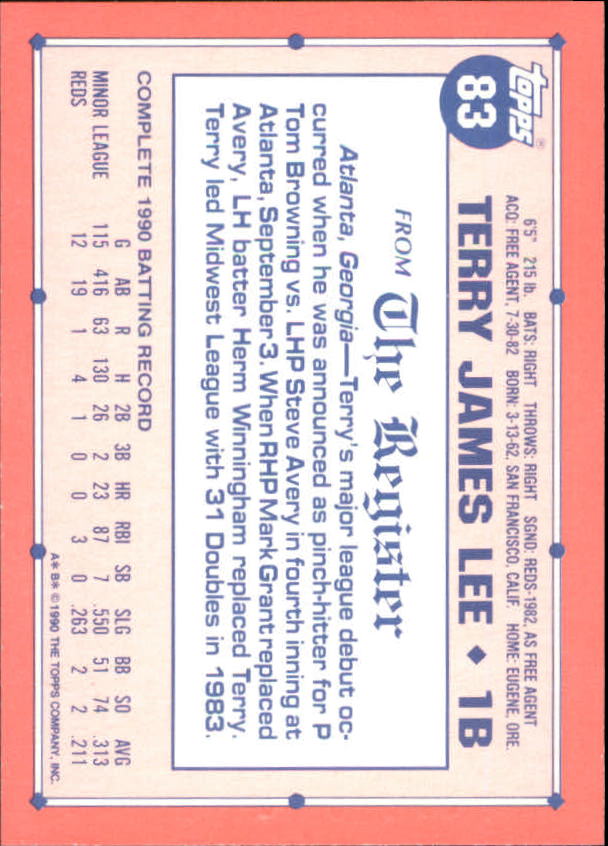 topps®
83
6'5" 215 lb. BATS: RIGHT THROWS: RIGHT SGND: REDS-1982, AS FREE AGENT
ACQ: FREE AGENT, 7-30-82 BORN: 3-13-62, SAN FRANCISCO, CALIF. HOME: EUGENE, ORE.
TERRY JAMES LEE ♦ 1B
FROM The Register
Atlanta, Georgia—Terry's major league debut oc-
curred when he was announced as pinch-hitter for P
Tom Browning vs. LHP Steve Avery in fourth inning at
Atlanta, September 3. When RHP Mark Grant replaced
Avery, LH batter Herm Winningham replaced Terry.
Terry led Midwest League with 31 Doubles in 1983.
COMPLETE 1990 BATTING RECORD
G AB R H 2B 3B HR RBI SB SLG BB SO AVG
MINOR LEAGUE 115 416 63 130 26 2 23 87 7 .550 51 74 .313
REDS 12 19 1 4 1 0 0 3 0 .263 2 2 .211
A* B* © 1990 THE TOPPS COMPANY, INC.